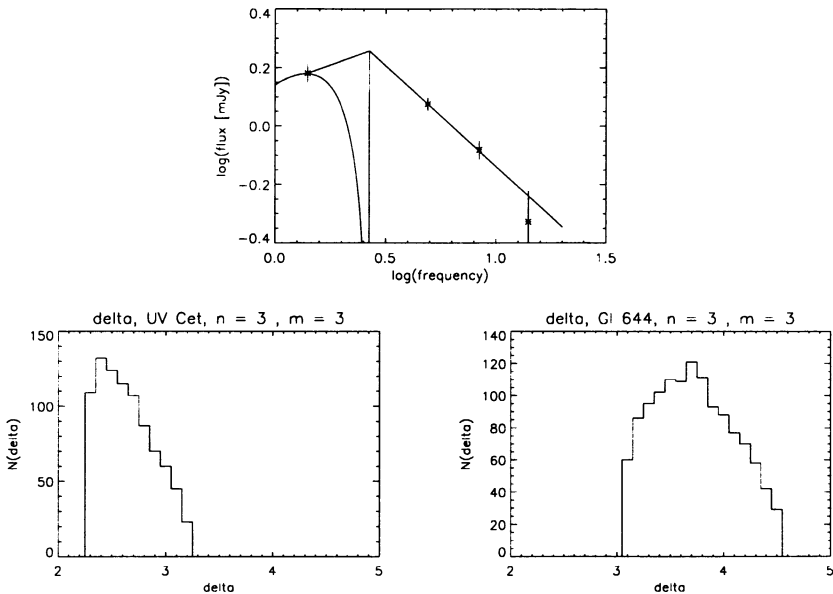 0.4
0.2
0.0
−0.2
−0.4
log(flux [mJy])
0.0 0.5 1.0 1.5
log(frequency)
delta, UV Cet, n = 3 , m = 3
150
100
50
0
N(delta)
2 3 4 5
delta
delta, Gl 644, n = 3 , m = 3
140
120
100
80
60
40
20
0
N(delta)
2 3 4 5
delta